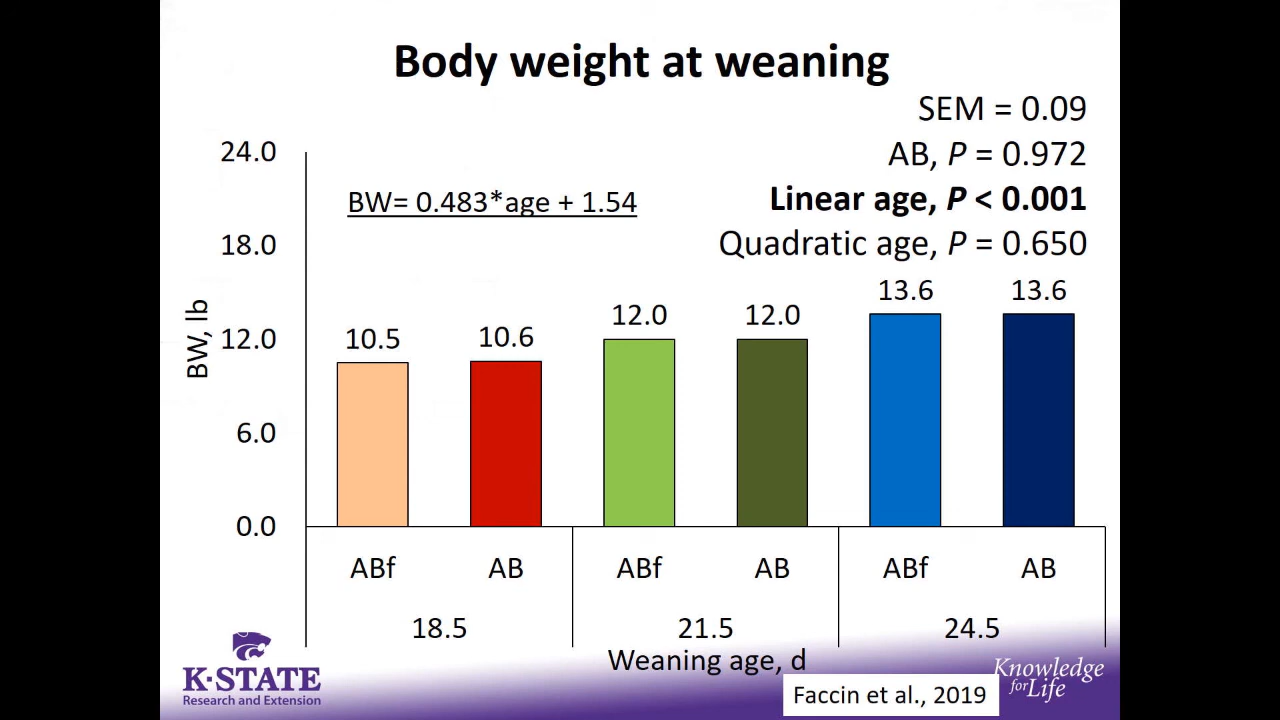 Body weight at weaning
SEM = 0.09
AB, P = 0.972
Linear age, P < 0.001
Quadratic age, P = 0.650
BW= 0.483*age + 1.54
BW, lb
24.0
18.0
12.0
6.0
0.0
10.5
10.6
12.0
12.0
13.6
13.6
ABf
AB
ABf
AB
ABf
AB
18.5
21.5
24.5
Weaning age, d
K-STATE
Research and Extension
Faccin et al., 2019
Knowledge
for Life